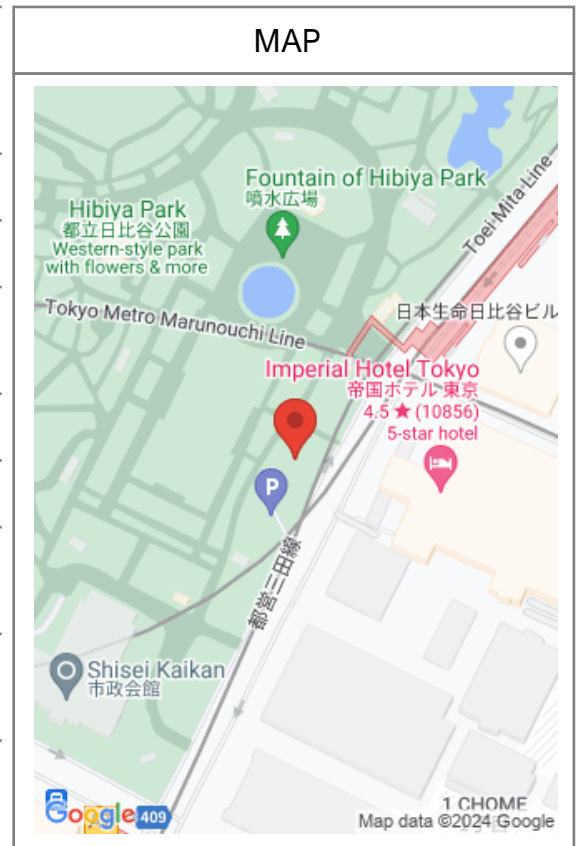 MAP
Fountain of Hibiya Park
噴水広場
Hibiya Park
都立日比谷公園
Western-style park
with flowers & more
Toei Mita Line
Tokyo Metro Marunouchi Line
日本生命日比谷ビル
Imperial Hotel Tokyo
帝国ホテル 東京
4.5 ★ (10856)
5-star hotel
P
都営三田線
Shisei Kaikan
市政会館
Google
409
1 CHOME
Map data ©2024 Google